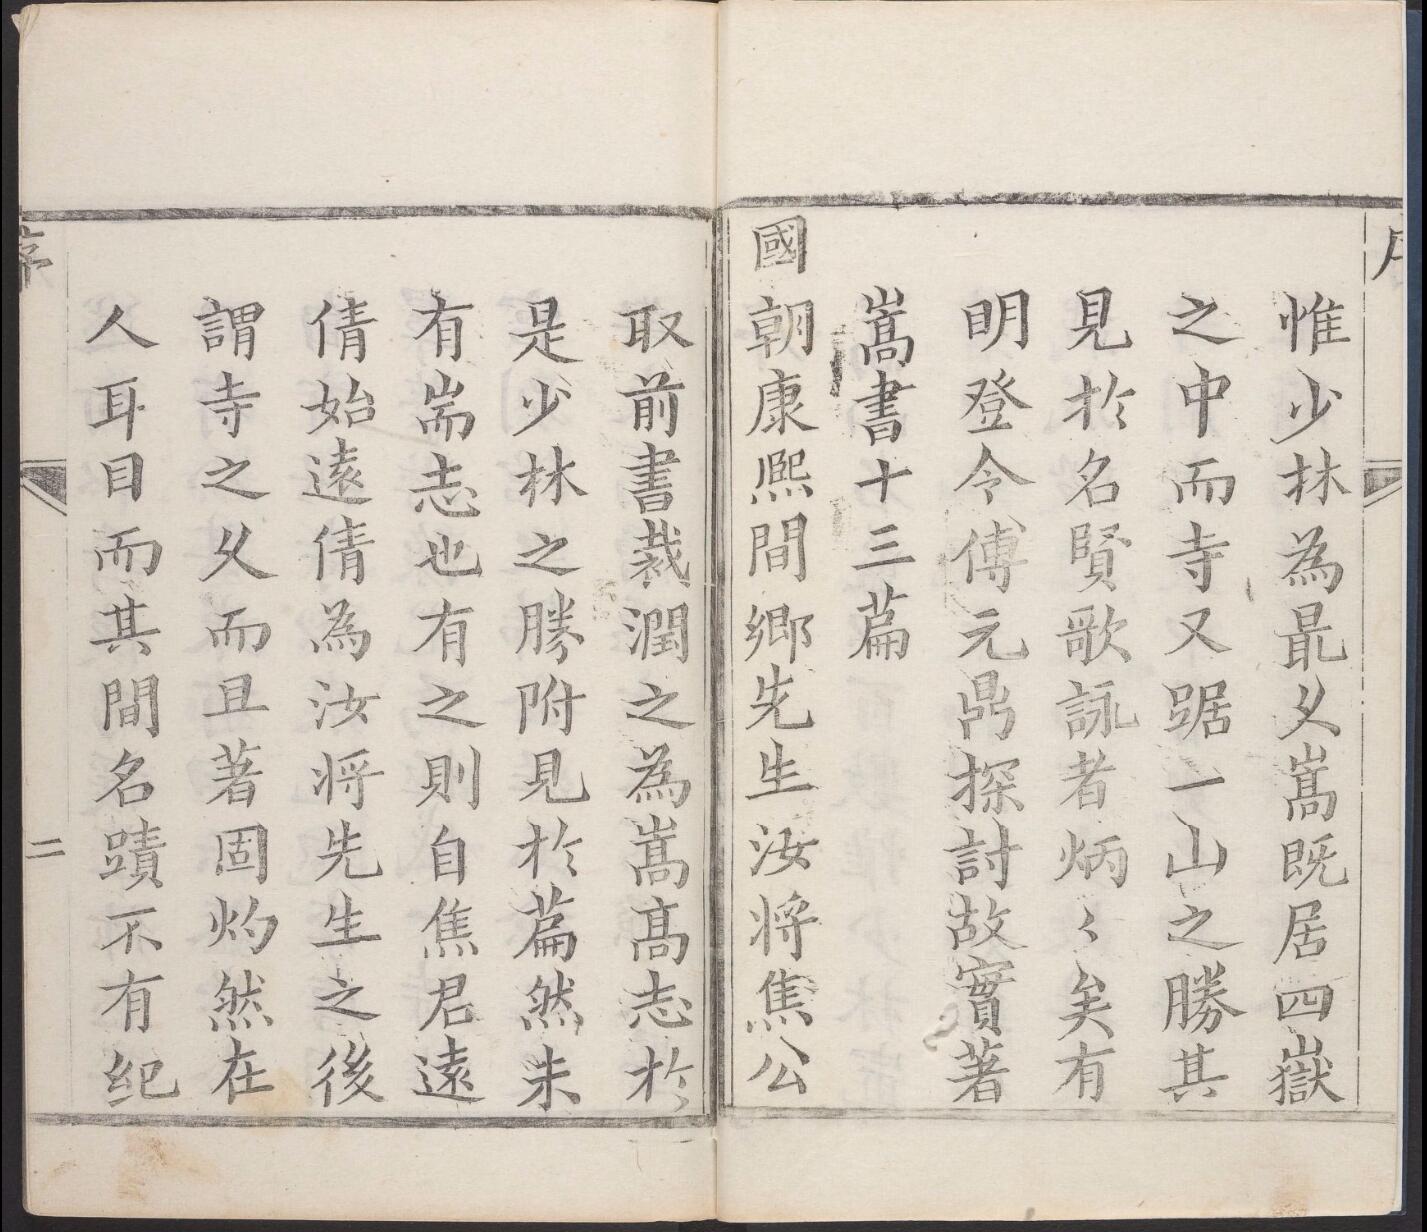 惟少林為最久嵩既居四嶽
之中而寺又踞一山之勝其
見於名賢歌詠者炳〻矣有
明登令傅元鼎探討故實著
嵩書十三篇
國朝康熙間鄉先生汝將焦公
取前書裁潤之為嵩高志於
是少林之勝附見於篇然未
有耑志也有之則自焦君遠
倩始遠倩為汝將先生之後
謂寺之久而且著固灼然在
人耳目而其間名蹟不有紀
序
二